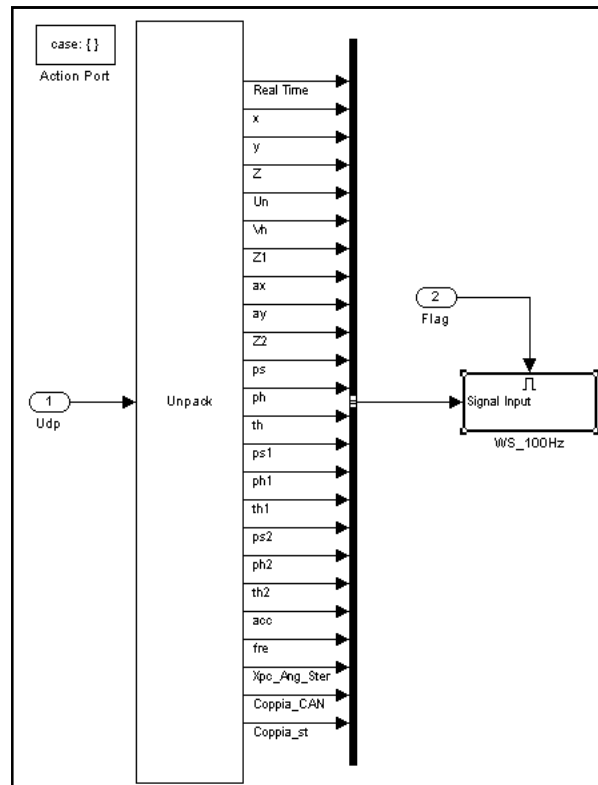 case: { }
Action Port
Real Time
x
y
Z
Un
Vh
Z1
ax
ay
Z2
ps
ph
th
ps1
ph1
th1
ps2
ph2
th2
acc
fre
Xpc_Ang_Ster
Coppia_CAN
Coppia_st
1
Udp
Unpack
2
Flag
Signal Input
WS_100Hz